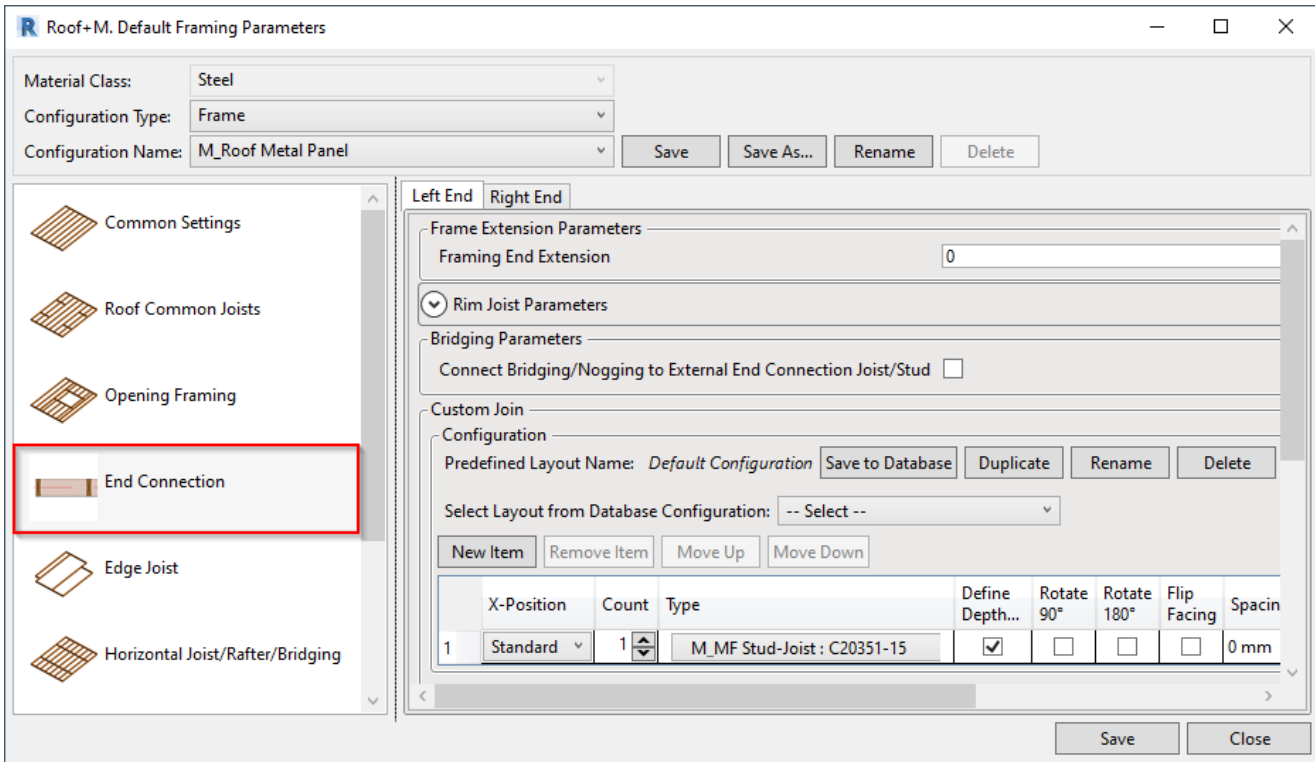 Roof+M. Default Framing Parameters
Material Class: Steel
Configuration Type: Frame
Configuration Name: M_Roof Metal Panel Save Save As... Rename Delete
Common Settings
Roof Common Joists
Opening Framing
End Connection
Edge Joist
Horizontal Joist/Rafter/Bridging
Left End Right End
Frame Extension Parameters
Framing End Extension 0
Rim Joist Parameters
Bridging Parameters
Connect Bridging/Nogging to External End Connection Joist/Stud
Custom Join
Configuration
Predefined Layout Name: Default Configuration Save to Database Duplicate Rename Delete
Select Layout from Database Configuration: -- Select --
New Item Remove Item Move Up Move Down
X-Position Count Type Define Depth... Rotate 90° Rotate 180° Flip Facing Spacin
1 Standard 1 M_MF Stud-Joist : C20351-15 0 mm
Save Close